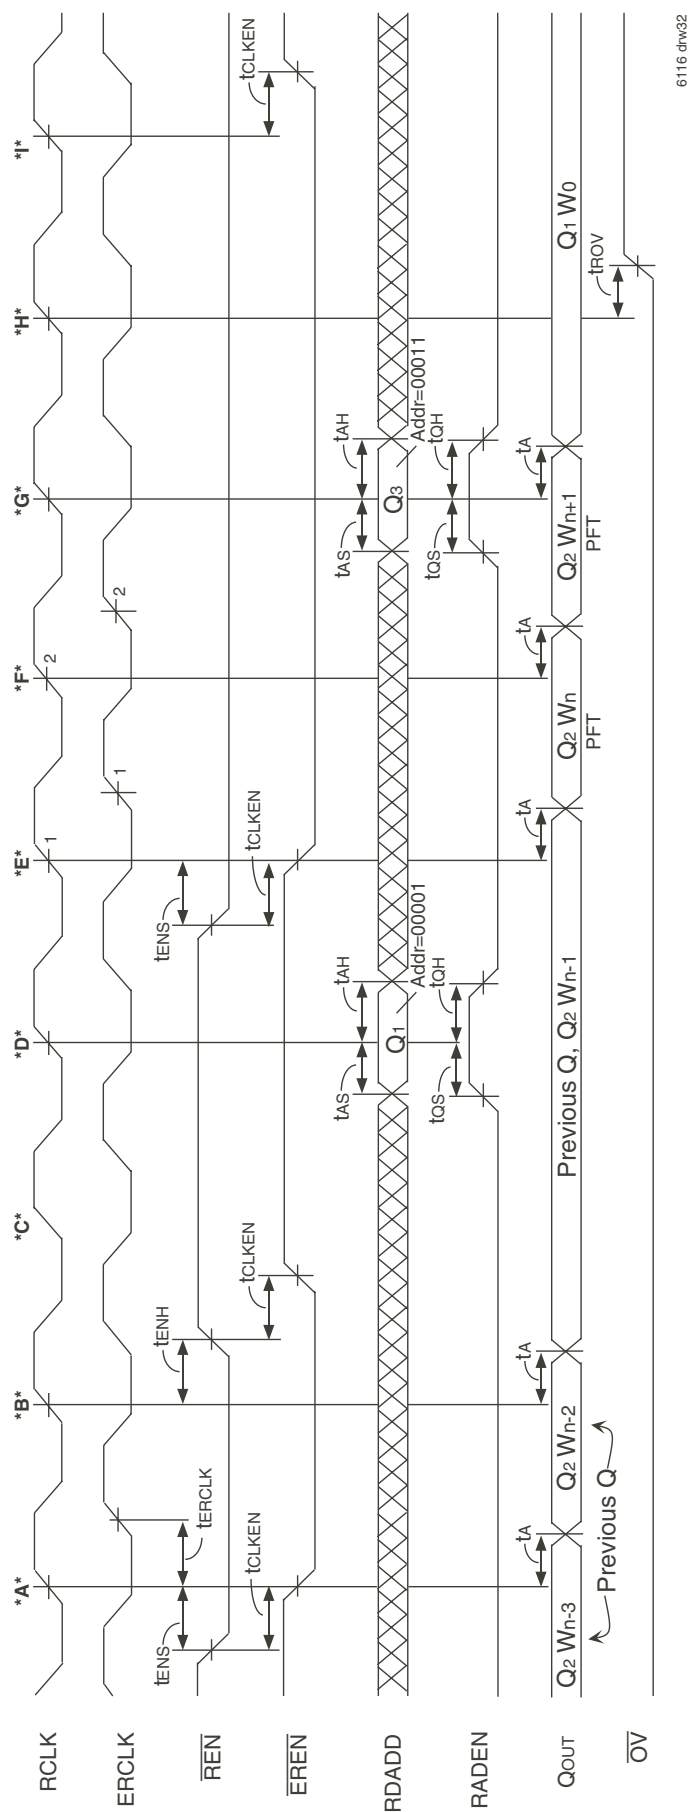 *A*
*B*
*C*
*D*
*E*
*F*
*G*
*H*
*I*
RCLK
1
2
ERCLK
tERCLK
1
2
REN
tENS
tENH
tENS
EREN
tCLKEN
tCLKEN
tCLKEN
tCLKEN
RDADD
tAS
tAH
Q1
Addr=00001
tAS
tAH
Q3
Addr=00011
RADEN
tQS
tQH
tQS
tQH
QOUT
tA
tA
tA
tA
tA
Q2 Wn-3
Q2 Wn-2
Previous Q, Q2 Wn-1
Q2 Wn
PFT
Q2 Wn+1
PFT
Q1 W0
Previous Q
OV
tROV
6116 drw32